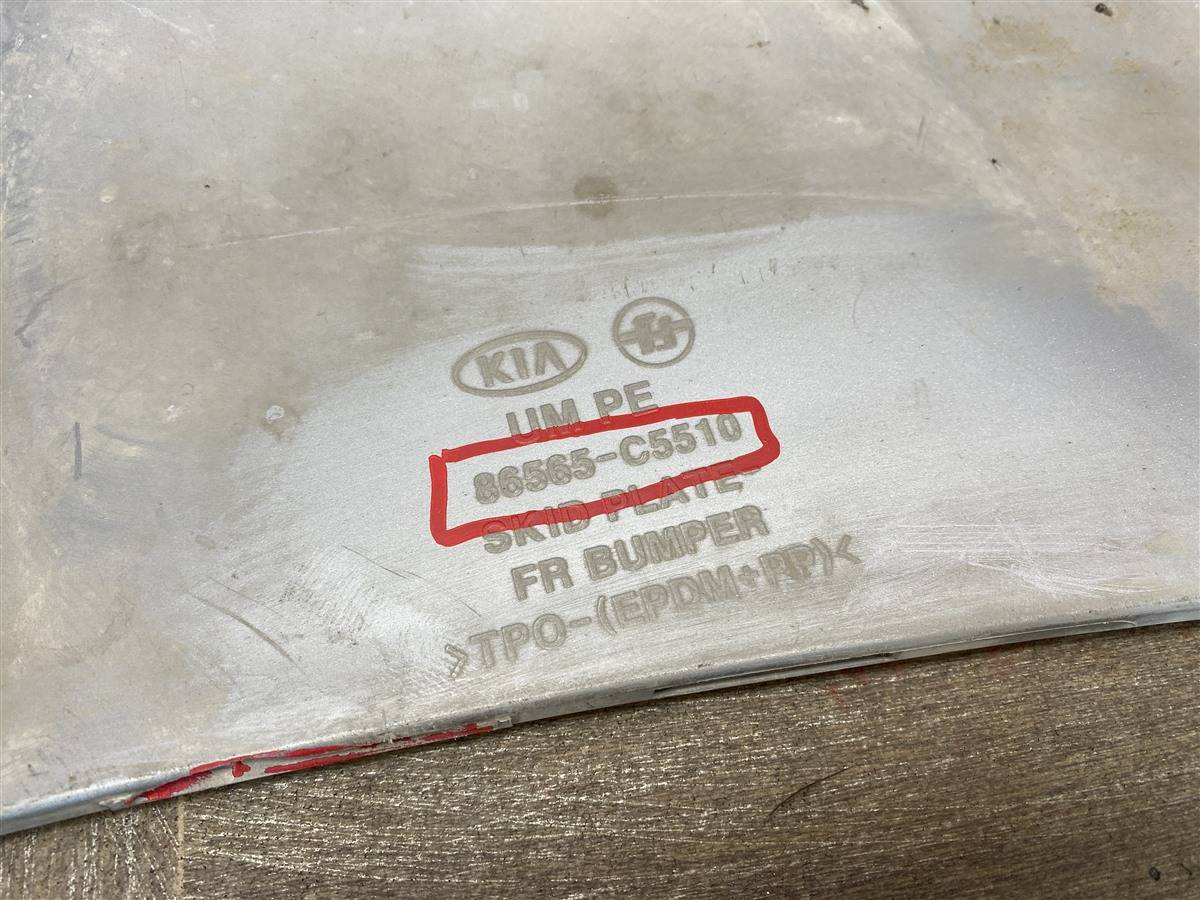 KIA
UM PE
86565-C5510
SKID PLATE-
FR BUMPER
>TPO-(EPDM+PP)<